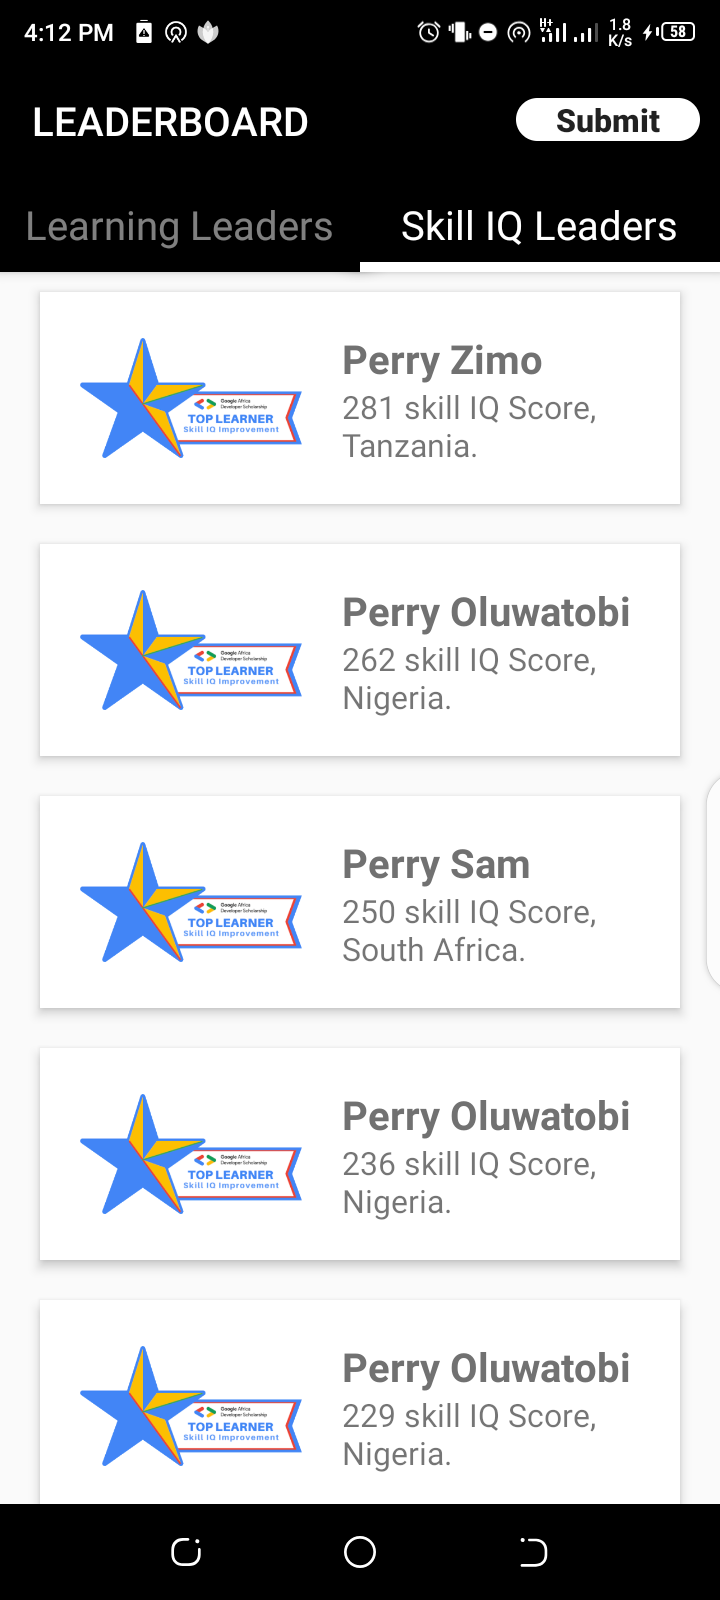 4:12 PM
H+
1.8
K/s
58
LEADERBOARD
Submit
Learning Leaders
Skill IQ Leaders
Google Africa
Developer Scholarship
TOP LEARNER
Skill IQ Improvement
Perry Zimo
281 skill IQ Score,
Tanzania.
Google Africa
Developer Scholarship
TOP LEARNER
Skill IQ Improvement
Perry Oluwatobi
262 skill IQ Score,
Nigeria.
Google Africa
Developer Scholarship
TOP LEARNER
Skill IQ Improvement
Perry Sam
250 skill IQ Score,
South Africa.
Google Africa
Developer Scholarship
TOP LEARNER
Skill IQ Improvement
Perry Oluwatobi
236 skill IQ Score,
Nigeria.
Google Africa
Developer Scholarship
TOP LEARNER
Skill IQ Improvement
Perry Oluwatobi
229 skill IQ Score,
Nigeria.